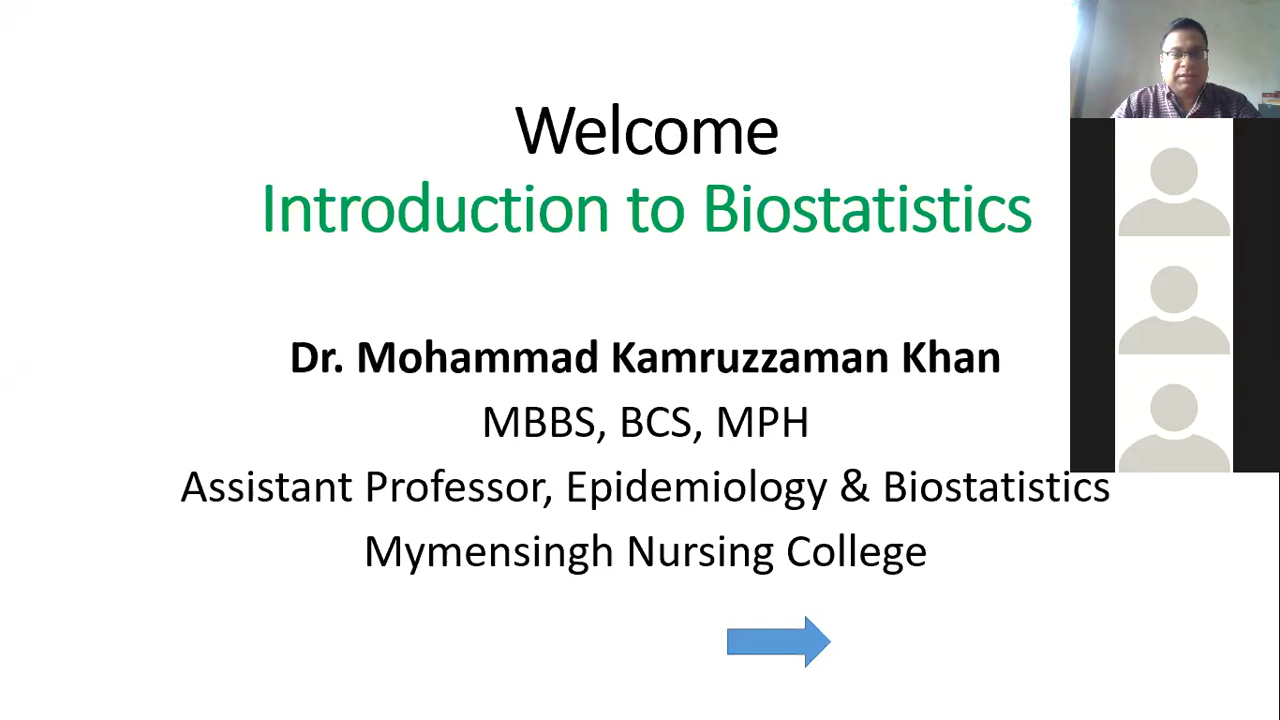 Welcome
Introduction to Biostatistics
Dr. Mohammad Kamruzzaman Khan
MBBS, BCS, MPH
Assistant Professor, Epidemiology & Biostatistics
Mymensingh Nursing College